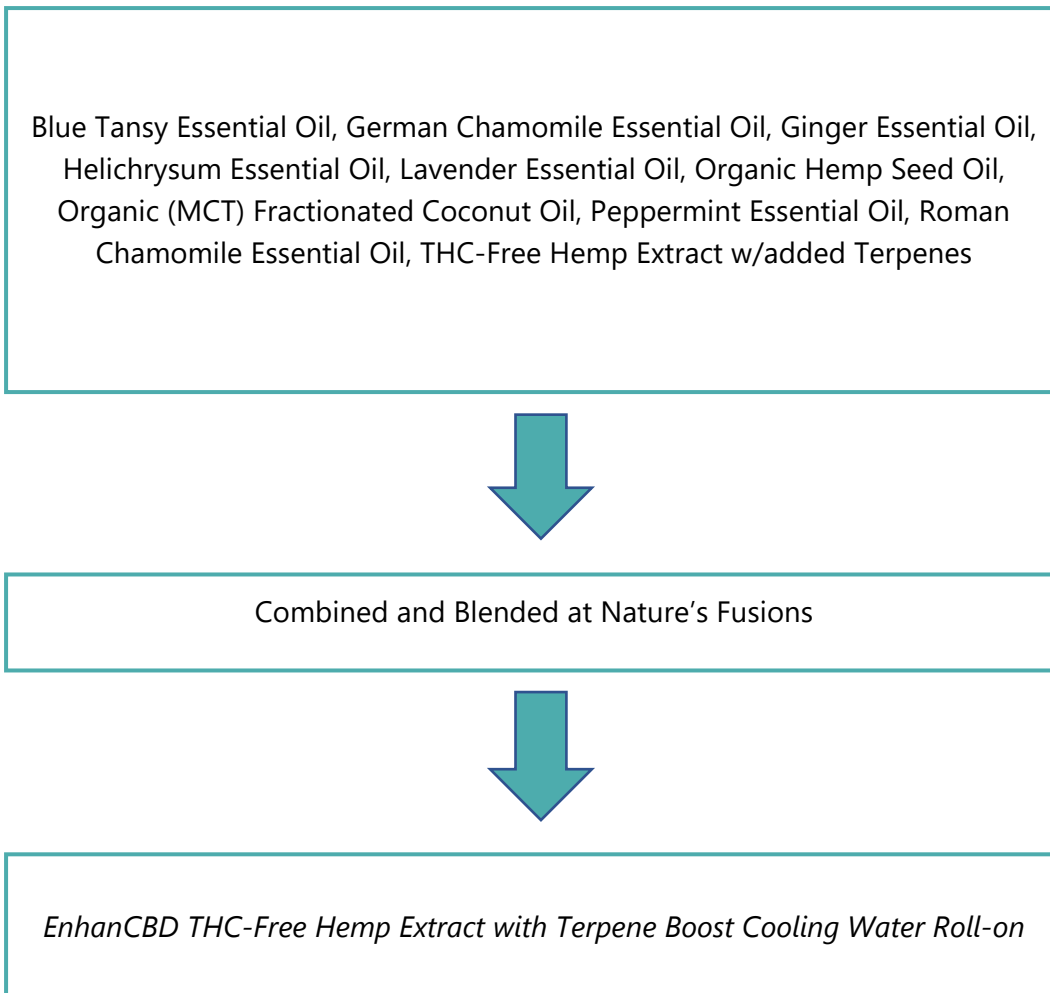 Blue Tansy Essential Oil, German Chamomile Essential Oil, Ginger Essential Oil,
Helichrysum Essential Oil, Lavender Essential Oil, Organic Hemp Seed Oil,
Organic (MCT) Fractionated Coconut Oil, Peppermint Essential Oil, Roman
Chamomile Essential Oil, THC-Free Hemp Extract w/added Terpenes
Combined and Blended at Nature’s Fusions
EnhanCBD THC-Free Hemp Extract with Terpene Boost Cooling Water Roll-on